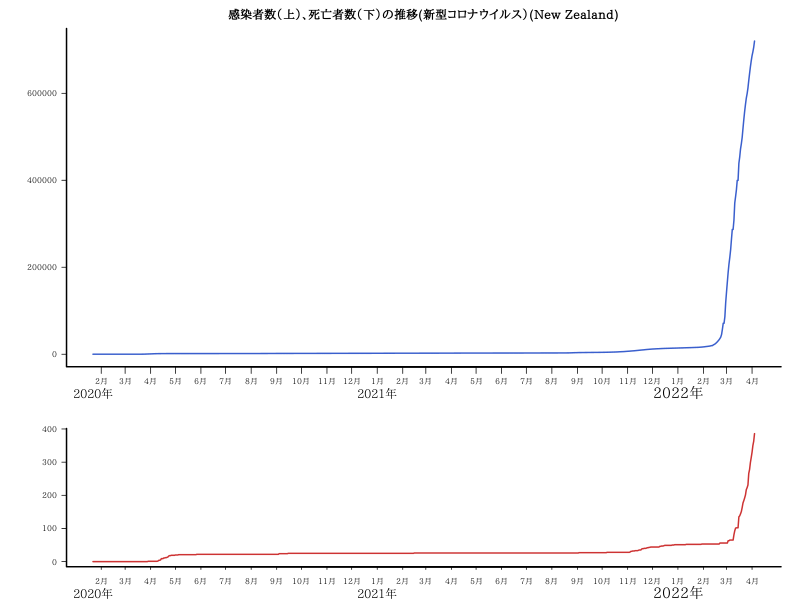 感染者数（上）、死亡者数（下）の推移(新型コロナウイルス）(New Zealand)
600000
400000
200000
0
2月 3月 4月 5月 6月 7月 8月 9月 10月 11月 12月 1月 2月 3月 4月 5月 6月 7月 8月 9月 10月 11月 12月 1月 2月 3月 4月
2020年 2021年 2022年
400
300
200
100
0
2月 3月 4月 5月 6月 7月 8月 9月 10月 11月 12月 1月 2月 3月 4月 5月 6月 7月 8月 9月 10月 11月 12月 1月 2月 3月 4月
2020年 2021年 2022年